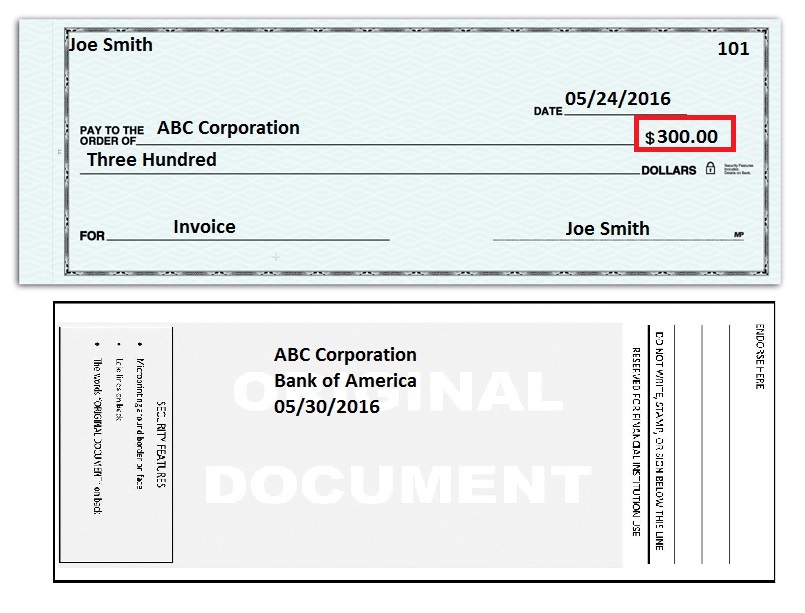 Joe Smith
101
DATE 05/24/2016
PAY TO THE
ORDER OF ABC Corporation
$ 300.00
Three Hundred
DOLLARS
Security Features
Included.
Details on Back.
FOR Invoice
Joe Smith
MP
ABC Corporation
Bank of America
05/30/2016
ORIGINAL
DOCUMENT
SECURITY FEATURES
• Microprinting around border on face
• lines on back
• The words "ORIGINAL DOCUMENT" on back
ENDORSE HERE
DO NOT WRITE, STAMP, OR SIGN BELOW THIS LINE
RESERVED FOR FINANCIAL INSTITUTION USE